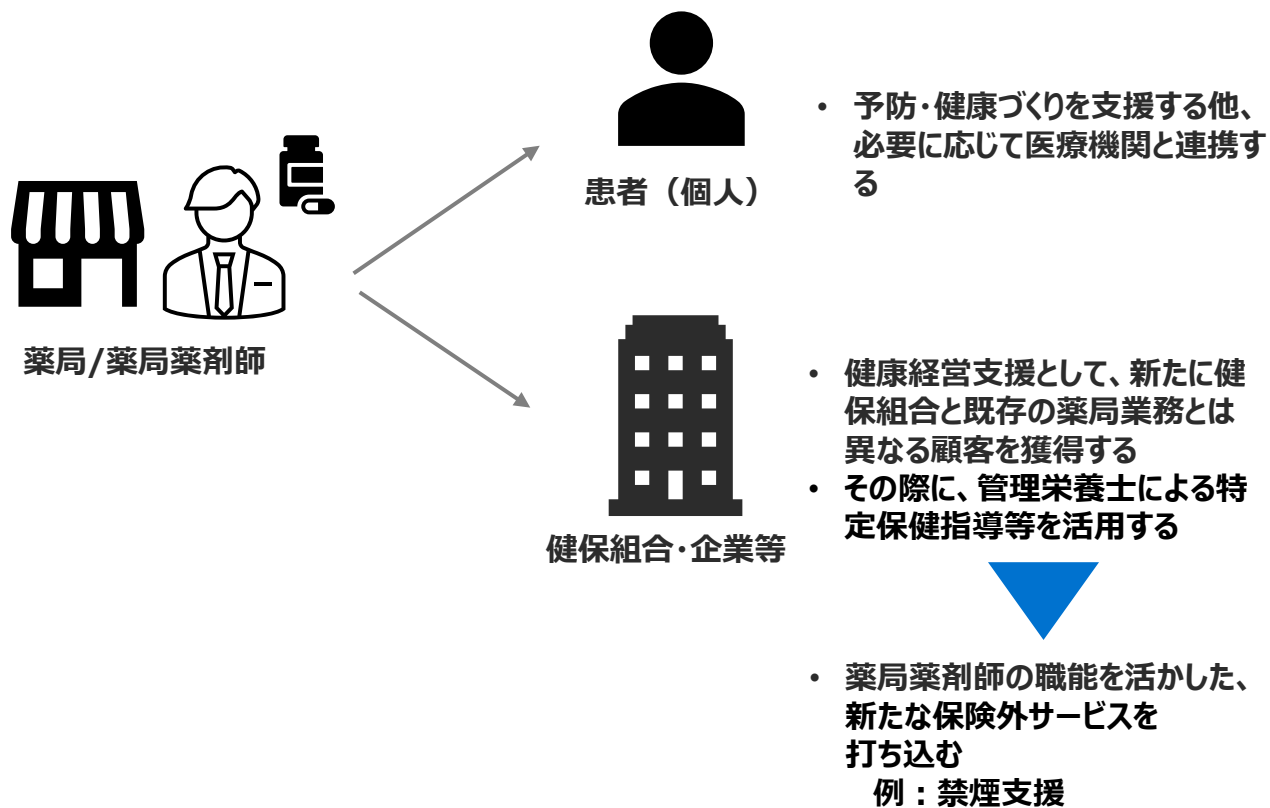 薬局/薬局薬剤師
患者（個人）
• 予防・健康づくりを支援する他、
必要に応じて医療機関と連携す
る
健保組合・企業等
• 健康経営支援として、新たに健
保組合と既存の薬局業務とは
異なる顧客を獲得する
• その際に、管理栄養士による特
定保健指導等を活用する
• 薬局薬剤師の職能を活かした、
新たな保険外サービスを
打ち込む
例：禁煙支援